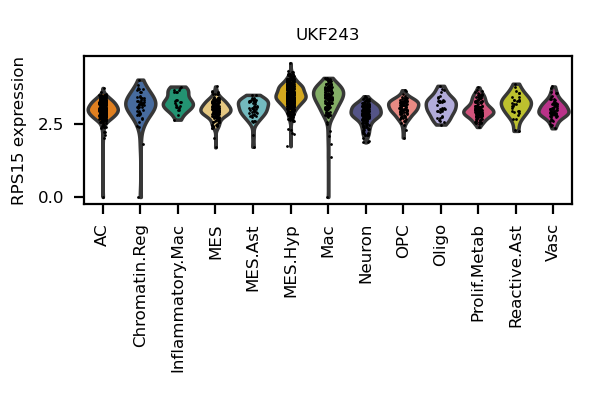 UKF243
RPS15 expression
2.5
0.0
AC
Chromatin.Reg
Inflammatory.Mac
MES
MES.Ast
MES.Hyp
Mac
Neuron
OPC
Oligo
Prolif.Metab
Reactive.Ast
Vasc